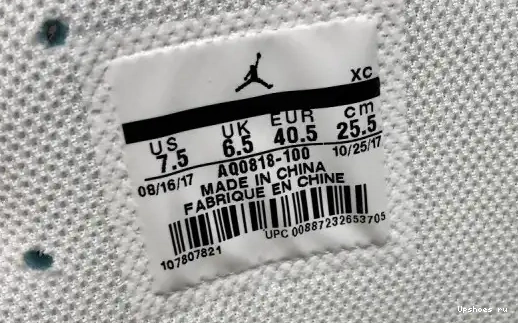 XC
US UK EUR cm
7.5 6.5 40.5 25.5
08/16/17 AQ0818-100 10/25/17
MADE IN CHINA
FABRIQUE EN CHINE
107807821 UPC 00887232653705
Upshoes ru